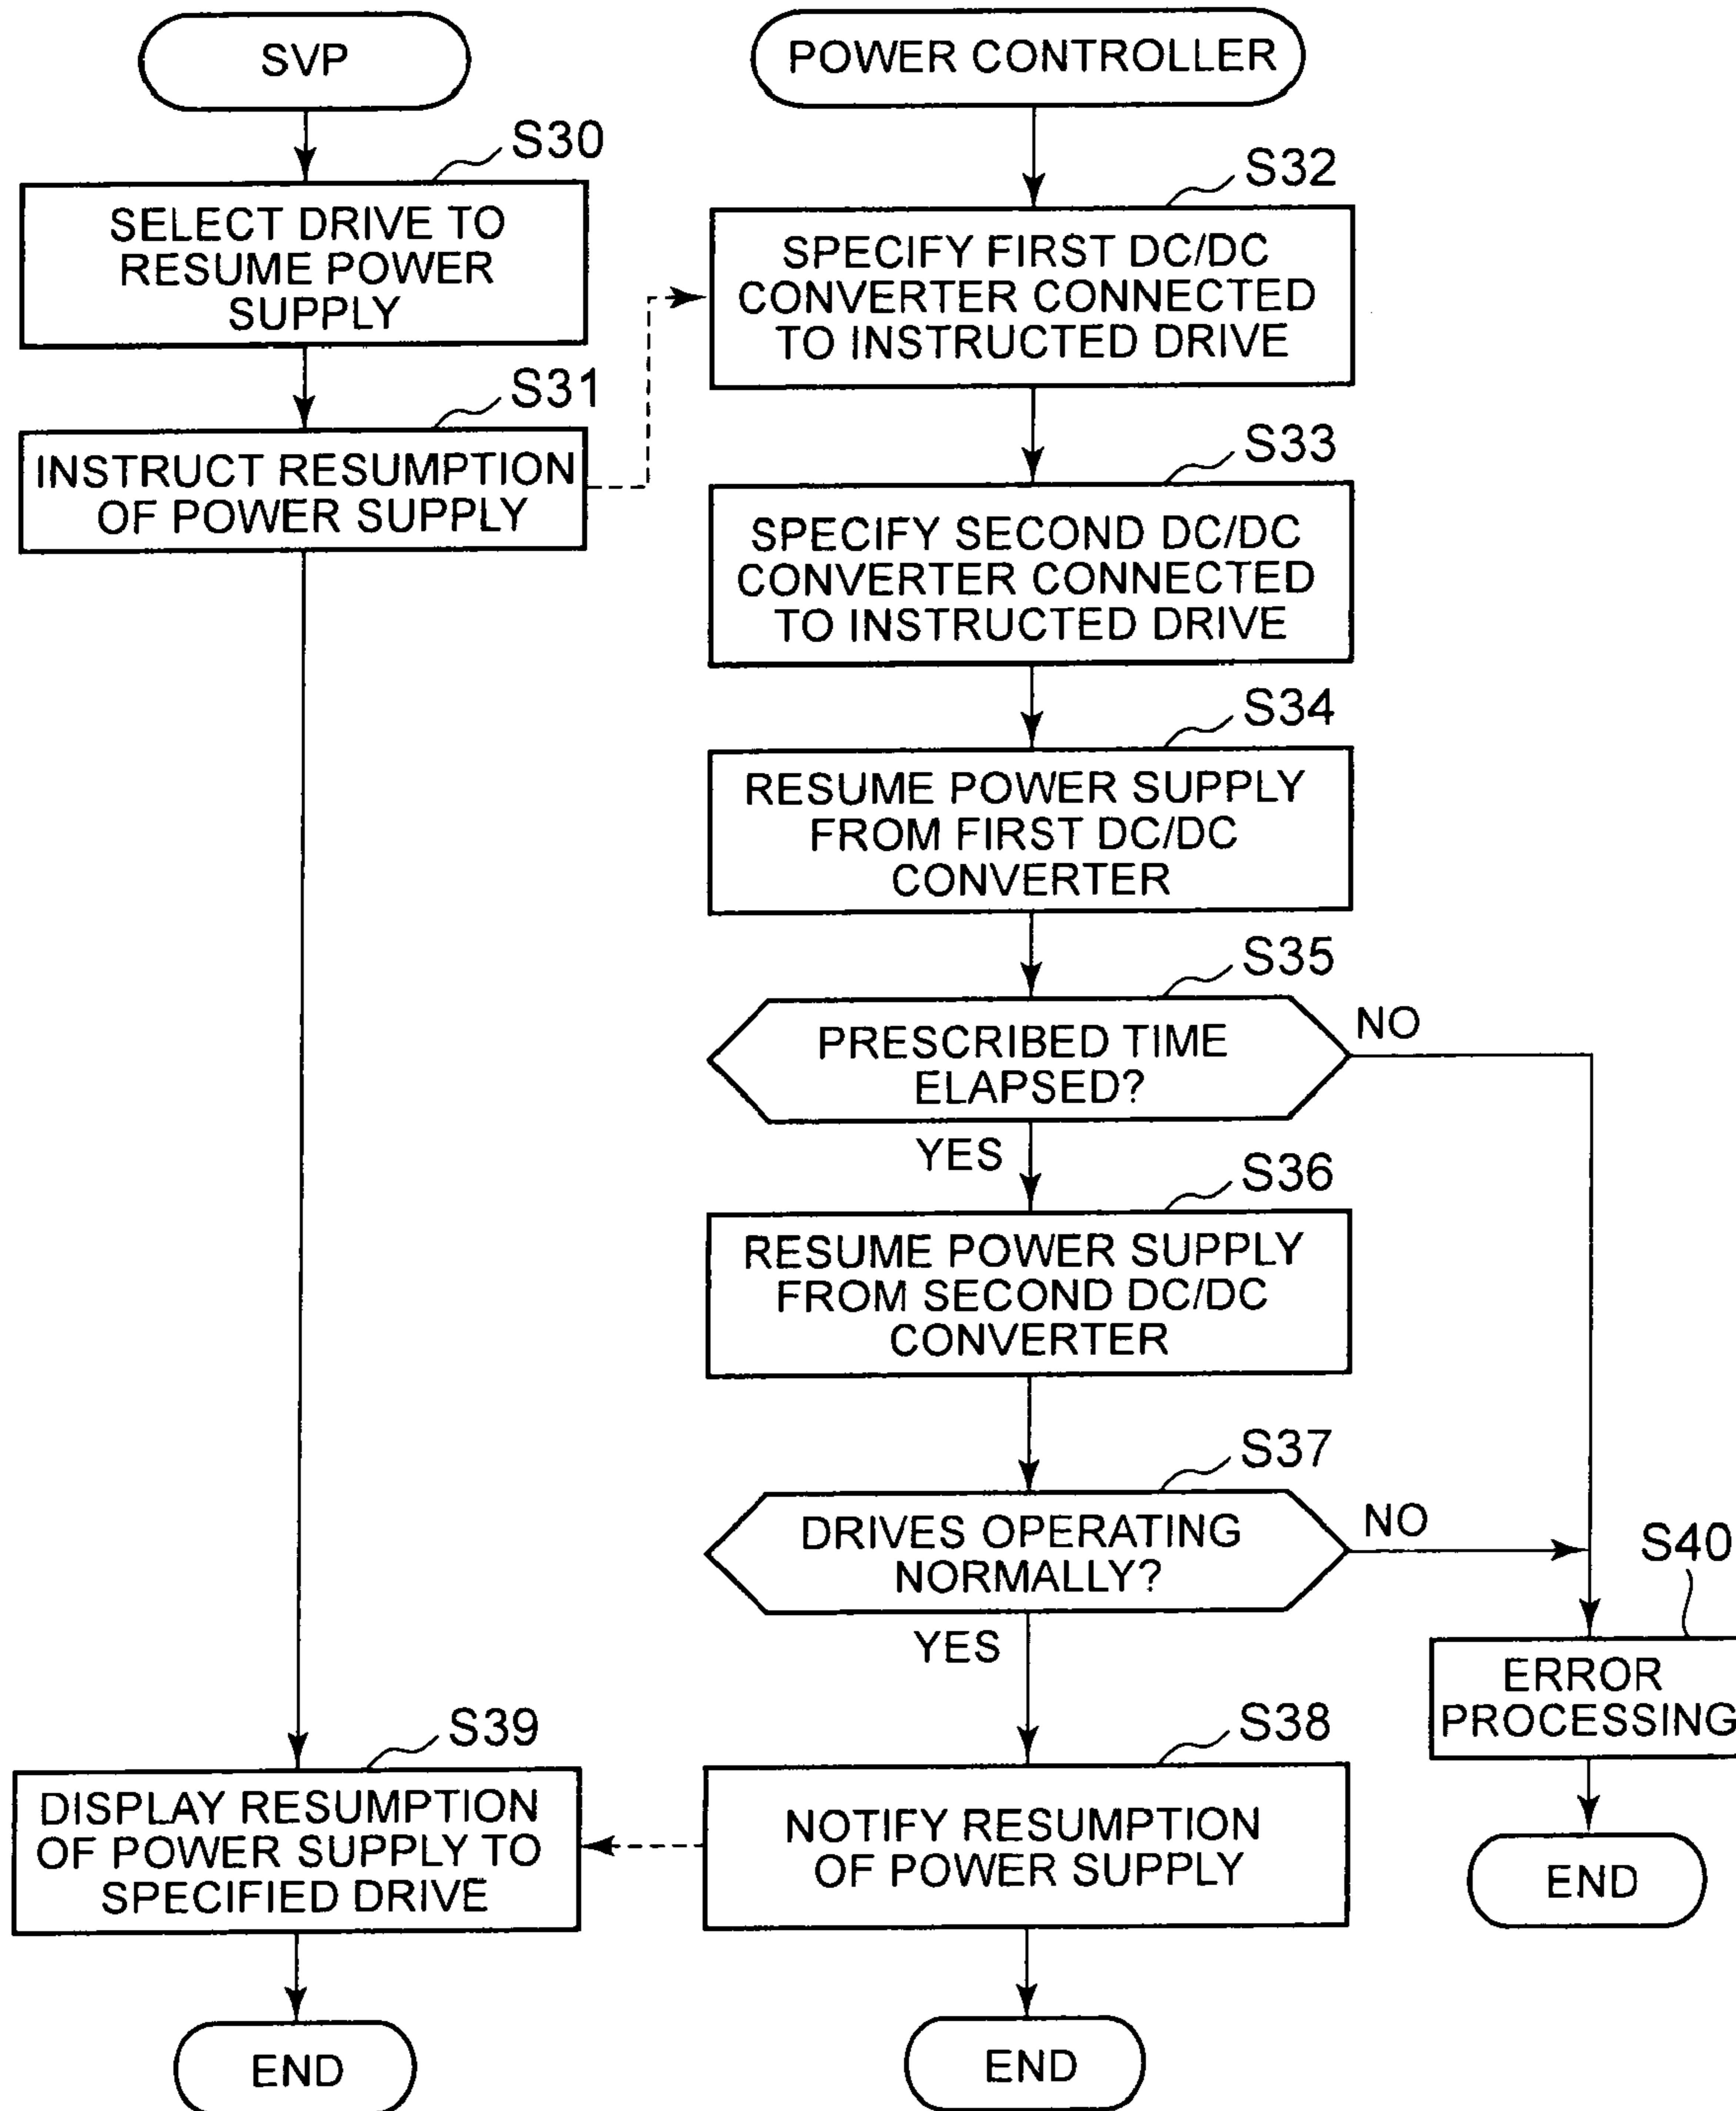 SVP
S30
SELECT DRIVE TO
RESUME POWER
SUPPLY
S31
INSTRUCT RESUMPTION
OF POWER SUPPLY
POWER CONTROLLER
S32
SPECIFY FIRST DC/DC
CONVERTER CONNECTED
TO INSTRUCTED DRIVE
S33
SPECIFY SECOND DC/DC
CONVERTER CONNECTED
TO INSTRUCTED DRIVE
S34
RESUME POWER SUPPLY
FROM FIRST DC/DC
CONVERTER
S35
PRESCRIBED TIME
ELAPSED?
NO
YES
S36
RESUME POWER SUPPLY
FROM SECOND DC/DC
CONVERTER
S37
DRIVES OPERATING
NORMALLY?
NO
YES
S40
ERROR
PROCESSING
END
S38
NOTIFY RESUMPTION
OF POWER SUPPLY
END
S39
DISPLAY RESUMPTION
OF POWER SUPPLY TO
SPECIFIED DRIVE
END